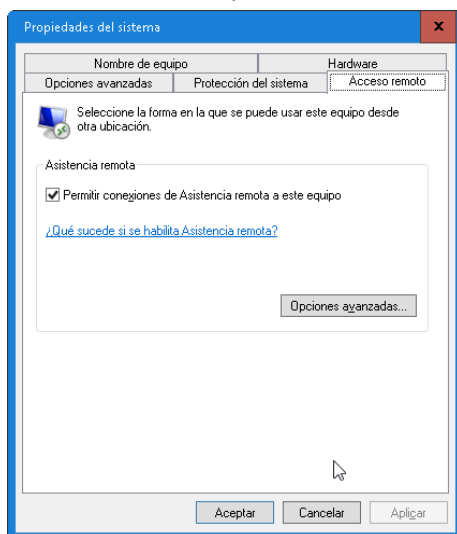 Propiedades del sistema
x
Nombre de equipo Hardware
Opciones avanzadas Protección del sistema Acceso remoto
Seleccione la forma en la que se puede usar este equipo desde
otra ubicación.
Asistencia remota
Permitir conexiones de Asistencia remota a este equipo
¿Qué sucede si se habilita Asistencia remota?
Opciones avanzadas...
Aceptar Cancelar Aplicar